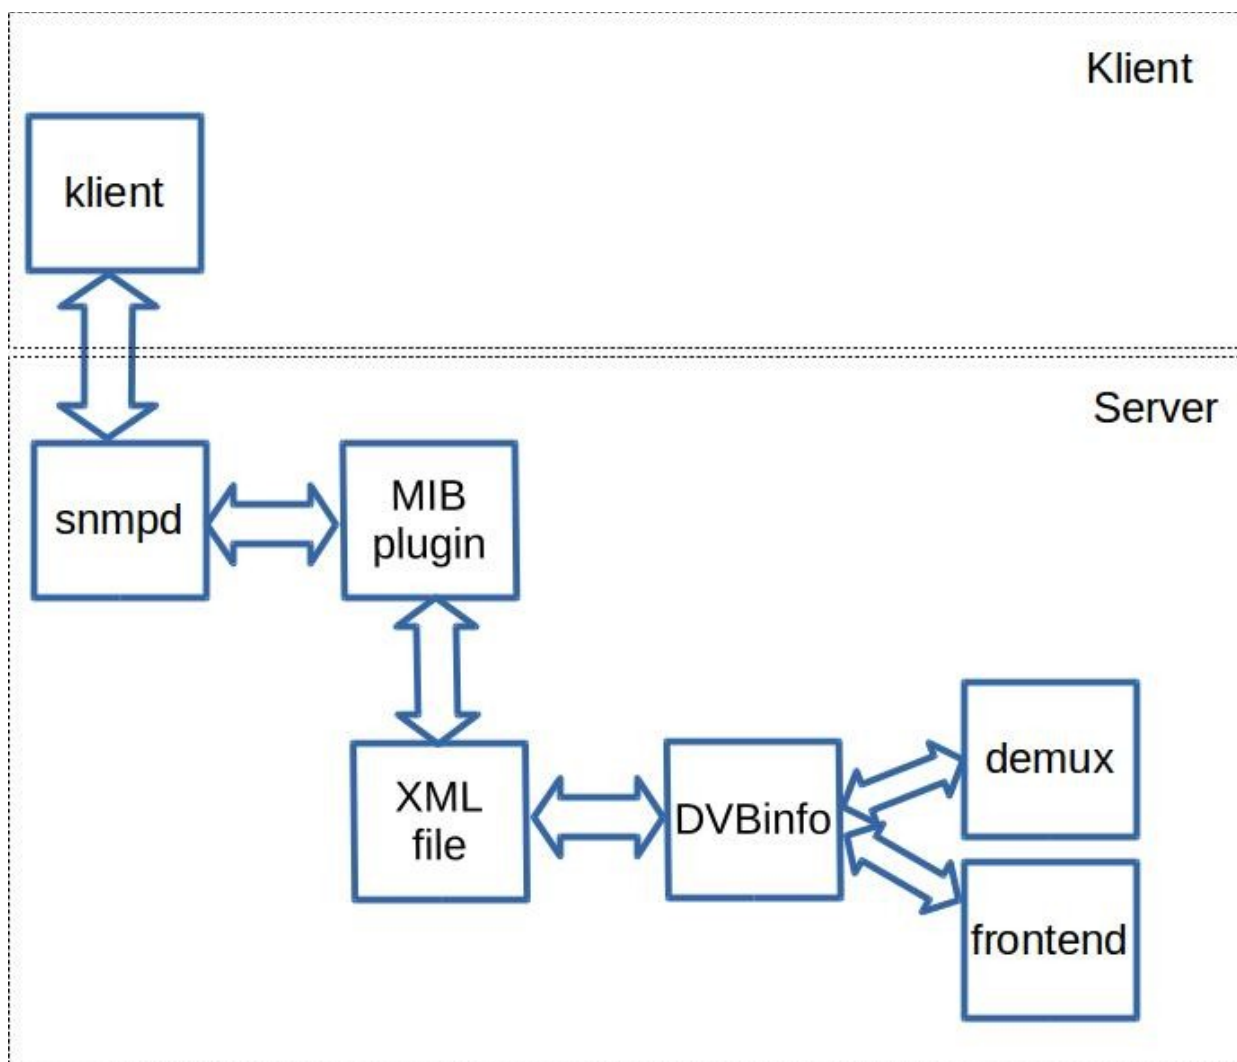 Klient
klient
Server
snmpd
MIB
plugin
XML
file
DVBinfo
demux
frontend